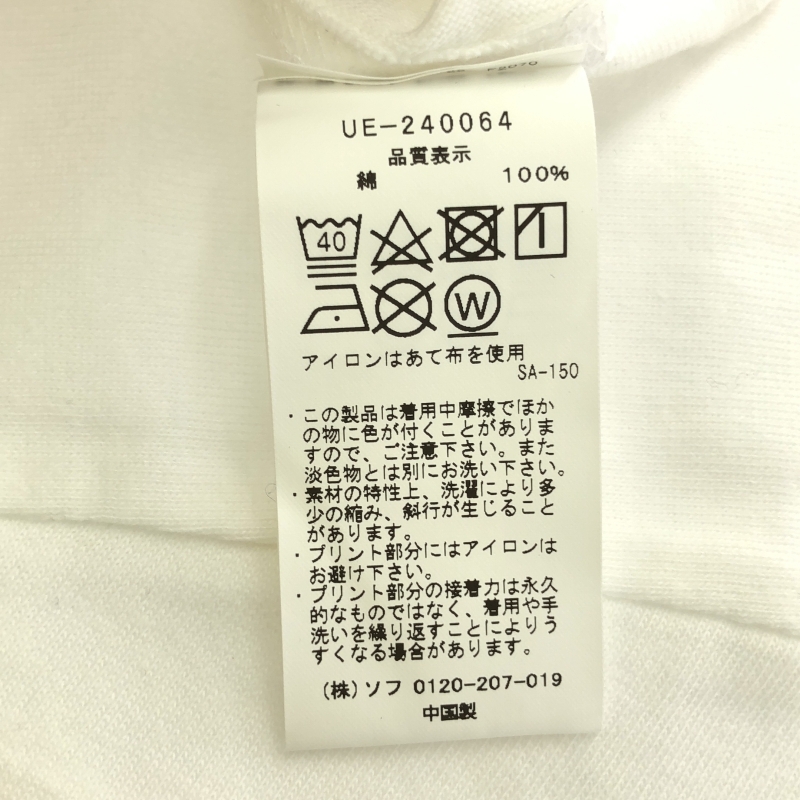 UE-240064
品質表示
綿 100%
40
W
アイロンはあて布を使用
SA-150
・この製品は着用中摩擦でほか
の物に色が付くことがありま
すので、ご注意下さい。また
淡色物とは別にお洗い下さい。
・素材の特性上、洗濯により多
少の縮み、斜行が生じること
があります。
・プリント部分にはアイロンは
お避け下さい。
・プリント部分の接着力は永久
的なものではなく、着用や手
洗いを繰り返すことによりう
すくなる場合があります。
(株)ソフ 0120-207-019
中国製